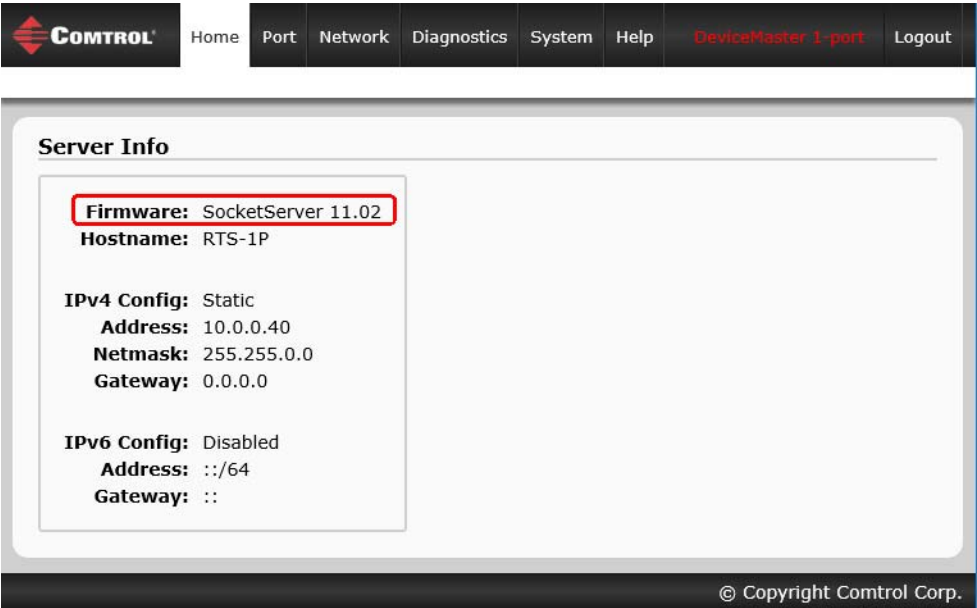 COMTROL Home Port Network Diagnostics System Help DeviceMaster 1-port Logout
Server Info
Firmware: SocketServer 11.02
Hostname: RTS-1P
IPv4 Config: Static
Address: 10.0.0.40
Netmask: 255.255.0.0
Gateway: 0.0.0.0
IPv6 Config: Disabled
Address: ::/64
Gateway: ::
© Copyright Comtrol Corp.